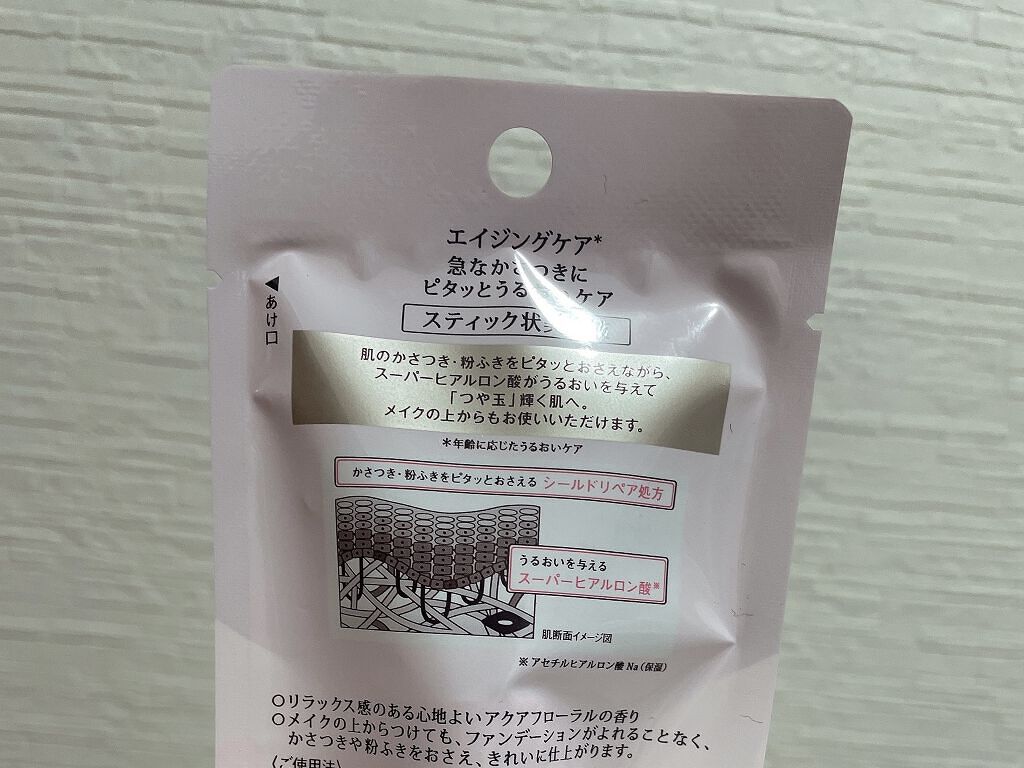 エイジングケア*
急なかさつきに
ピタッとうるおいケア
スティック状
◀あけ口
肌のかさつき・粉ふきをピタッとおさえながら、
スーパーヒアルロン酸がうるおいを与えて
「つや玉」輝く肌へ。
メイクの上からもお使いいただけます。
*年齢に応じたうるおいケア
かさつき・粉ふきをピタッとおさえる シールドリペア処方
うるおいを与える
スーパーヒアルロン酸※
肌断面イメージ図
※ アセチルヒアルロン酸Na(保湿)
○リラックス感のある心地よいアクアフローラルの香り
○メイクの上からつけても、ファンデーションがよれることなく、
かさつきや粉ふきをおさえ、きれいに仕上がります。
〈ご使用法〉